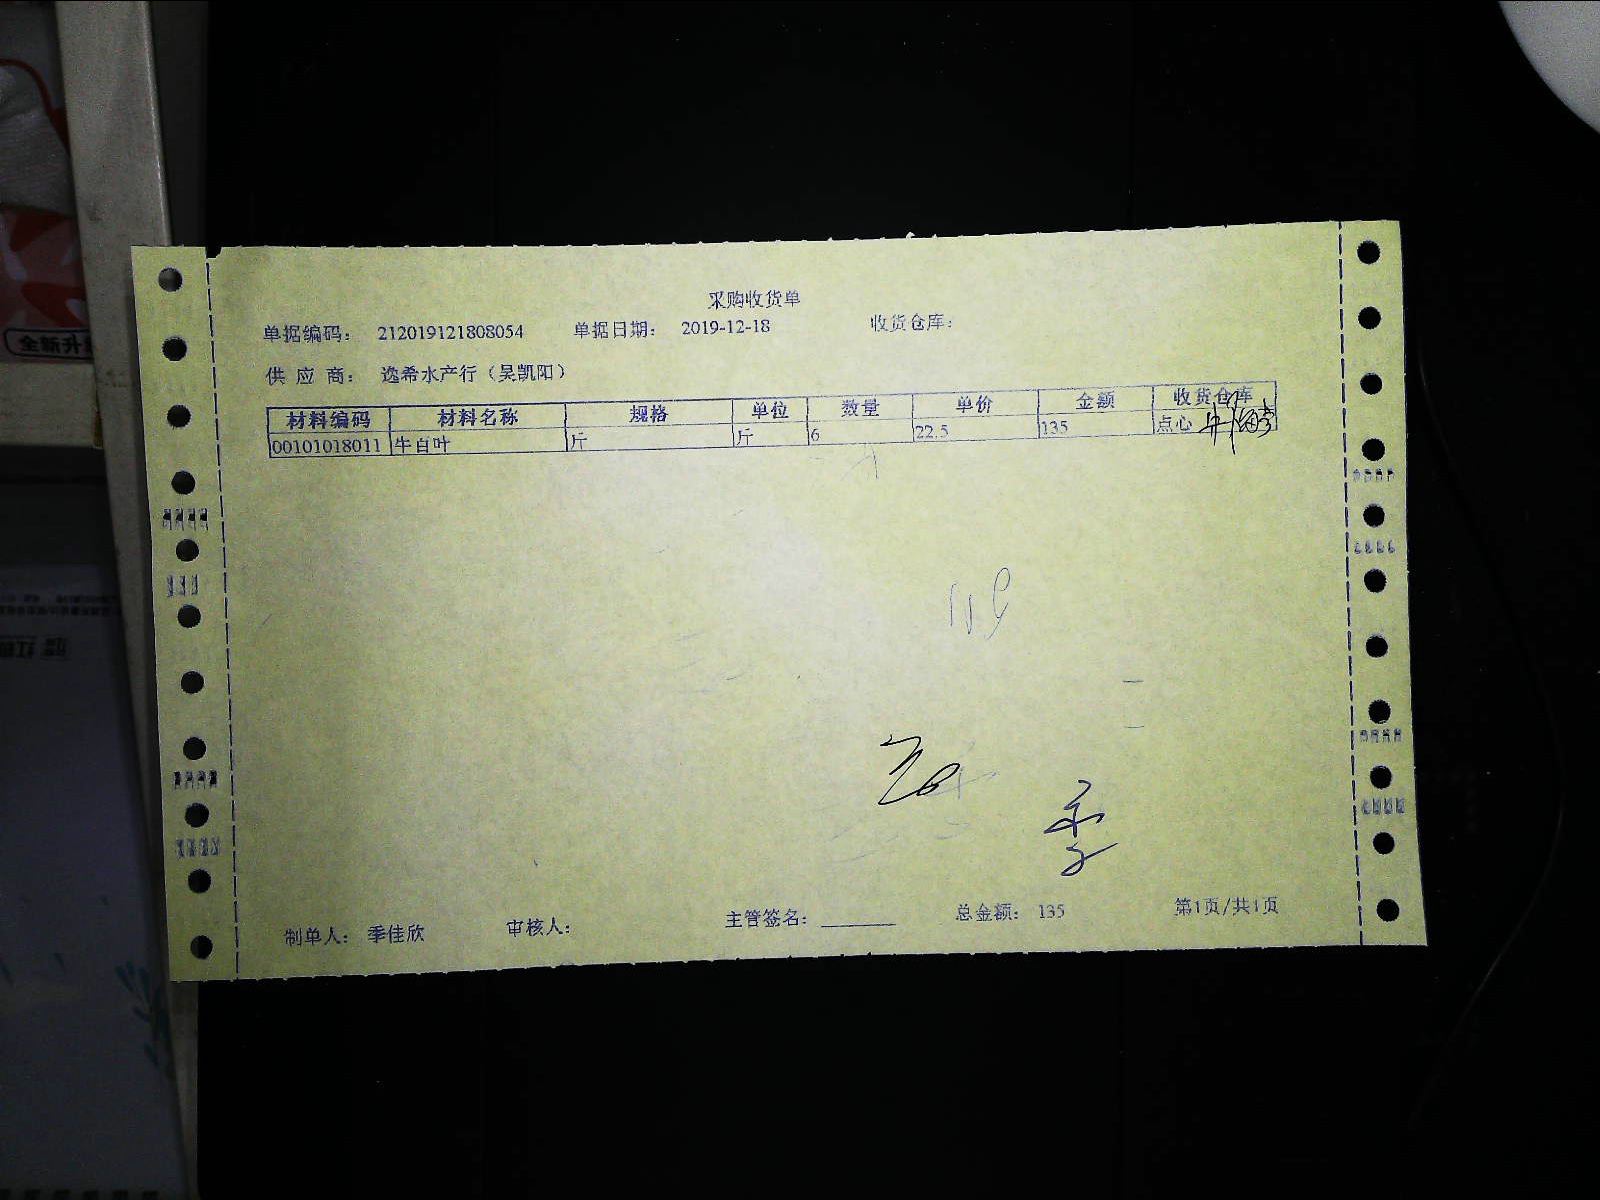 采购收货单
单据编码： 212019121808054 单据日期： 2019-12-18 收货仓库：
供 应 商： 逸希水产行（吴凯阳）
材料编码 材料名称 规格 单位 数量 单价 金额 收货仓库
00101018011 牛百叶 斤 斤 6 22.5 135 点心
制单人： 季佳欣 审核人： 主管签名： 总金额： 135 第1页/共1页
全新升